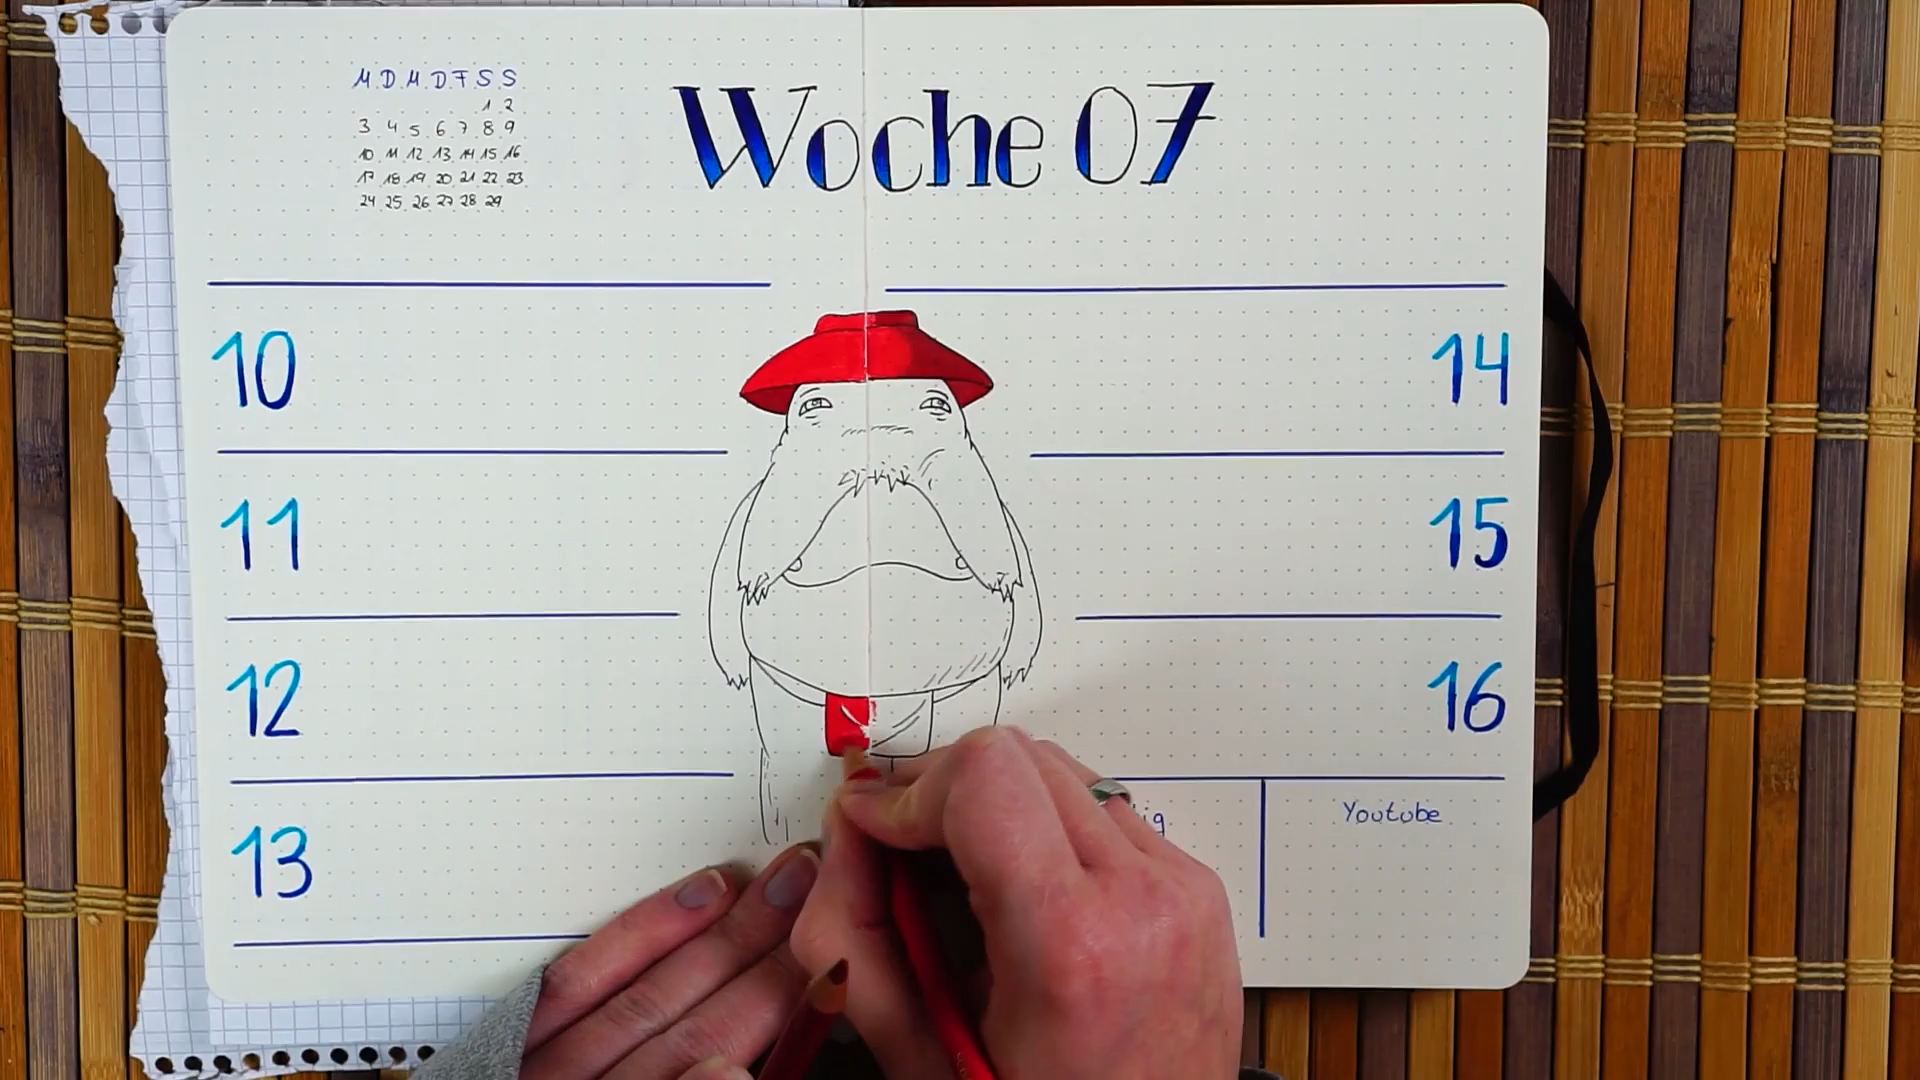 M D M D F S S
1 2
3 4 5 6 7 8 9
10 11 12 13 14 15 16
17 18 19 20 21 22 23
24 25 26 27 28 29
Woche 07
10
11
12
13
14
15
16
Youtube